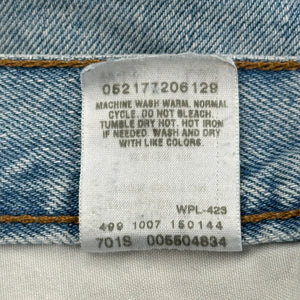 052177206129
MACHINE WASH WARM, NORMAL
CYCLE. DO NOT BLEACH.
TUMBLE DRY HOT. HOT IRON
IF NEEDED. WASH AND DRY
WITH LIKE COLORS.
WPL-423
499 1007 150144
701S 005504834